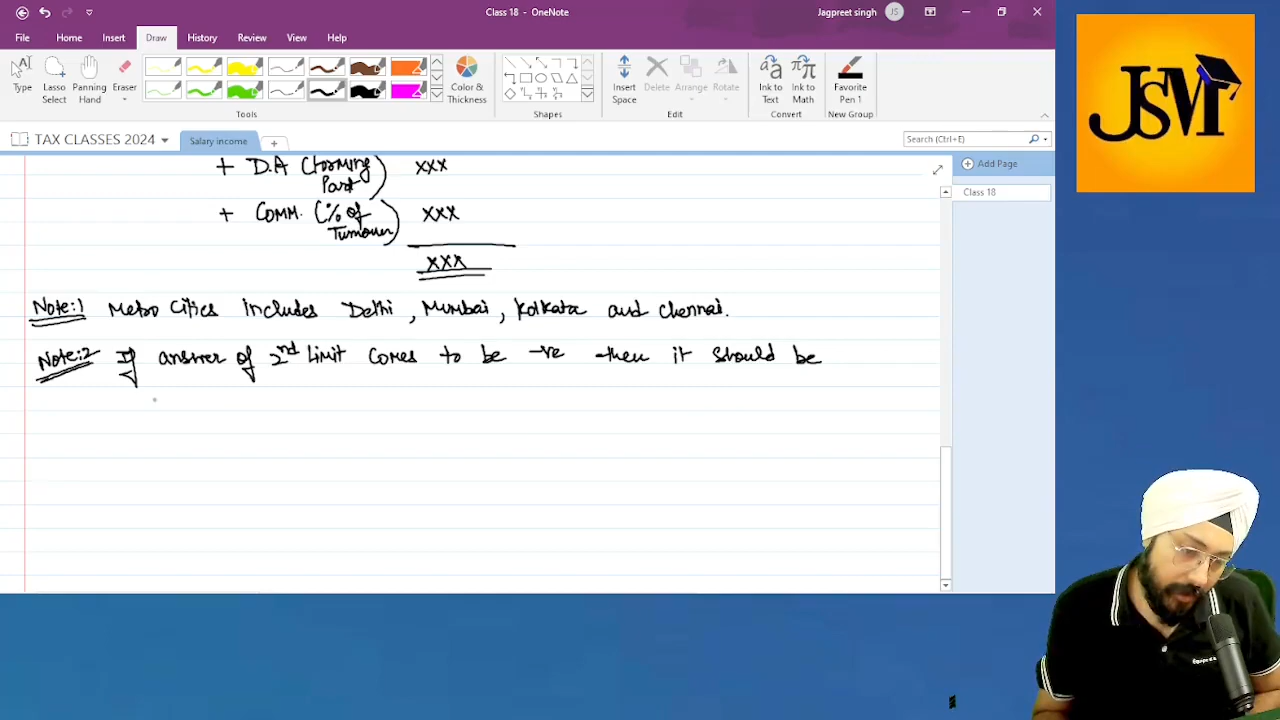 Class 18 - OneNote
Jagpreet singh JS
File Home Insert Draw History Review View Help
Type Lasso Select Panning Hand Eraser
Color & Thickness
Insert Space Delete Arrange Rotate
Ink to Text Ink to Math Favorite Pen 1
Tools Shapes Edit Convert New Group
TAX CLASSES 2024 Salary income
Search (Ctrl+E)
Add Page
Class 18
+ D.A (forming Part) XXX
+ COMM. (% of Turnover) XXX
XXX
Note:1 Metro Cities includes Delhi, Mumbai, Kolkata and Chennai.
Note:2 If answer of 2nd limit comes to be -ve then it should be
JSM